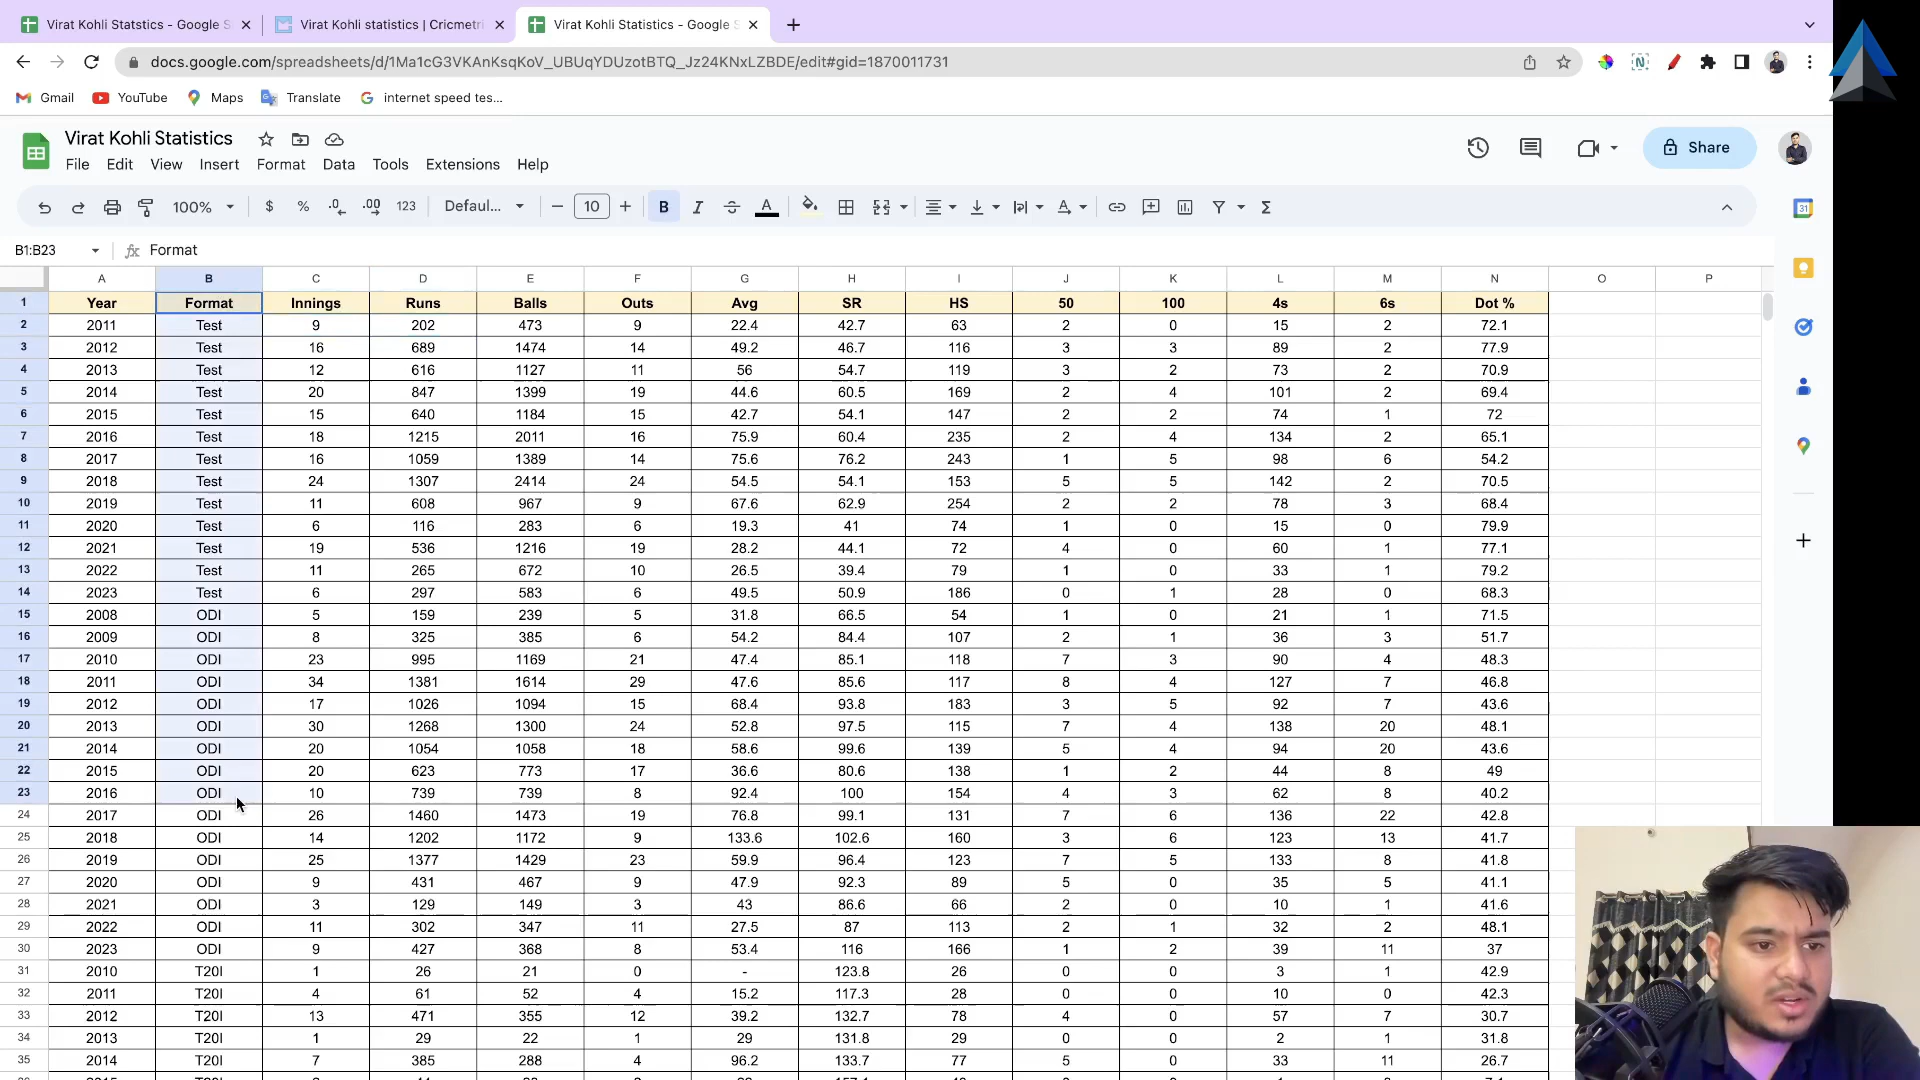 Virat Kohli Statstics - Google S
Virat Kohli statistics | Cricmetri
Virat Kohli Statistics - Google S
docs.google.com/spreadsheets/d/1Ma1cG3VKAnKsqKoV_UBUqYDUzotBTQ_Jz24KNxLZBDE/edit#gid=1870011731
Gmail YouTube Maps Translate internet speed tes...
Virat Kohli Statistics
File Edit View Insert Format Data Tools Extensions Help
Share
100% $ % .0 .00 123 Defaul... 10 B I A
31
B1:B23 fx Format
A B C D E F G H I J K L M N O P
1 Year Format Innings Runs Balls Outs Avg SR HS 50 100 4s 6s Dot %
2 2011 Test 9 202 473 9 22.4 42.7 63 2 0 15 2 72.1
3 2012 Test 16 689 1474 14 49.2 46.7 116 3 3 89 2 77.9
4 2013 Test 12 616 1127 11 56 54.7 119 3 2 73 2 70.9
5 2014 Test 20 847 1399 19 44.6 60.5 169 2 4 101 2 69.4
6 2015 Test 15 640 1184 15 42.7 54.1 147 2 2 74 1 72
7 2016 Test 18 1215 2011 16 75.9 60.4 235 2 4 134 2 65.1
8 2017 Test 16 1059 1389 14 75.6 76.2 243 1 5 98 6 54.2
9 2018 Test 24 1307 2414 24 54.5 54.1 153 5 5 142 2 70.5
10 2019 Test 11 608 967 9 67.6 62.9 254 2 2 78 3 68.4
11 2020 Test 6 116 283 6 19.3 41 74 1 0 15 0 79.9
12 2021 Test 19 536 1216 19 28.2 44.1 72 4 0 60 1 77.1
13 2022 Test 11 265 672 10 26.5 39.4 79 1 0 33 1 79.2
14 2023 Test 6 297 583 6 49.5 50.9 186 0 1 28 0 68.3
15 2008 ODI 5 159 239 5 31.8 66.5 54 1 0 21 1 71.5
16 2009 ODI 8 325 385 6 54.2 84.4 107 2 1 36 3 51.7
17 2010 ODI 23 995 1169 21 47.4 85.1 118 7 3 90 4 48.3
18 2011 ODI 34 1381 1614 29 47.6 85.6 117 8 4 127 7 46.8
19 2012 ODI 17 1026 1094 15 68.4 93.8 183 3 5 92 7 43.6
20 2013 ODI 30 1268 1300 24 52.8 97.5 115 7 4 138 20 48.1
21 2014 ODI 20 1054 1058 18 58.6 99.6 139 5 4 94 20 43.6
22 2015 ODI 20 623 773 17 36.6 80.6 138 1 2 44 8 49
23 2016 ODI 10 739 739 8 92.4 100 154 4 3 62 8 40.2
24 2017 ODI 26 1460 1473 19 76.8 99.1 131 7 6 136 22 42.8
25 2018 ODI 14 1202 1172 9 133.6 102.6 160 3 6 123 13 41.7
26 2019 ODI 25 1377 1429 23 59.9 96.4 123 7 5 133 8 41.8
27 2020 ODI 9 431 467 9 47.9 92.3 89 5 0 35 5 41.1
28 2021 ODI 3 129 149 3 43 86.6 66 2 0 10 1 41.6
29 2022 ODI 11 302 347 11 27.5 87 113 2 1 32 2 48.1
30 2023 ODI 9 427 368 8 53.4 116 166 1 2 39 11 37
31 2010 T20I 1 26 21 0 - 123.8 26 0 0 3 1 42.9
32 2011 T20I 4 61 52 4 15.2 117.3 28 0 0 10 0 42.3
33 2012 T20I 13 471 355 12 39.2 132.7 78 4 0 57 7 30.7
34 2013 T20I 1 29 22 1 29 131.8 29 0 0 2 1 31.8
35 2014 T20I 7 385 288 4 96.2 133.7 77 5 0 33 11 26.7